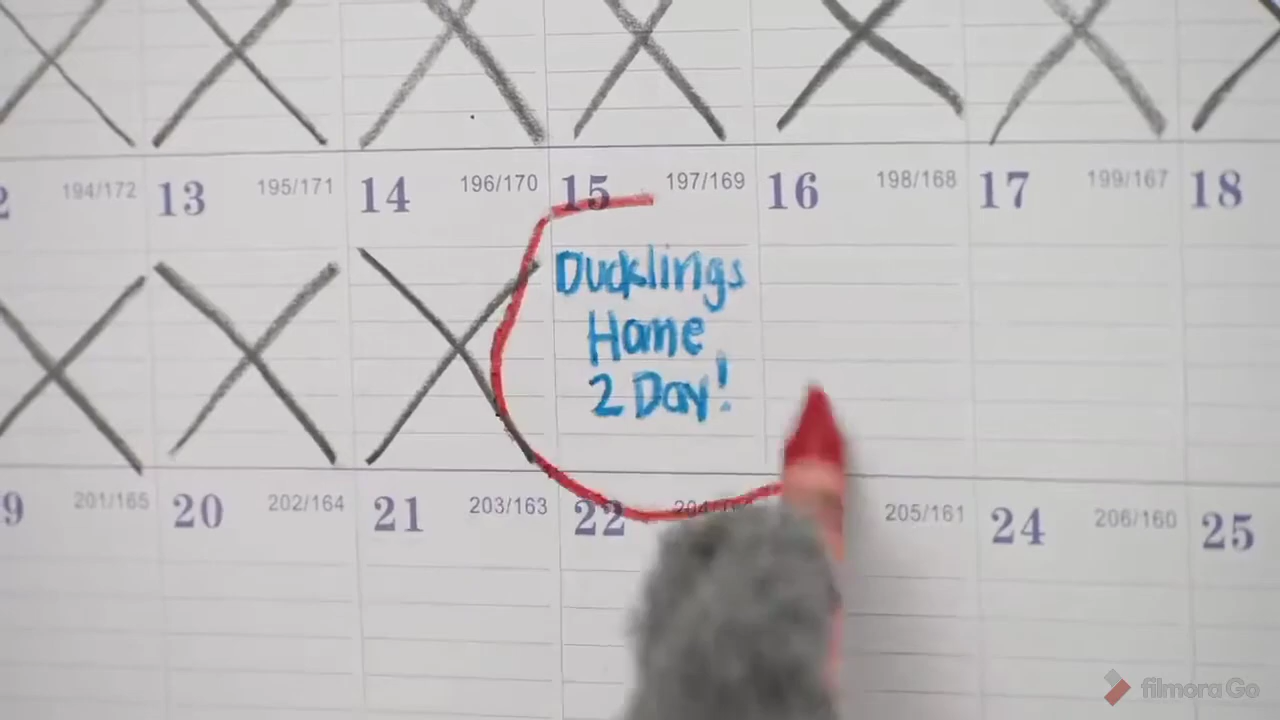 194/172 13 195/171 14 196/170 15 197/169 16 198/168 17 199/167 18
Ducklings
Home
2 Day!
201/165 20 202/164 21 203/163 22 205/161 24 206/160 25
filmora Go